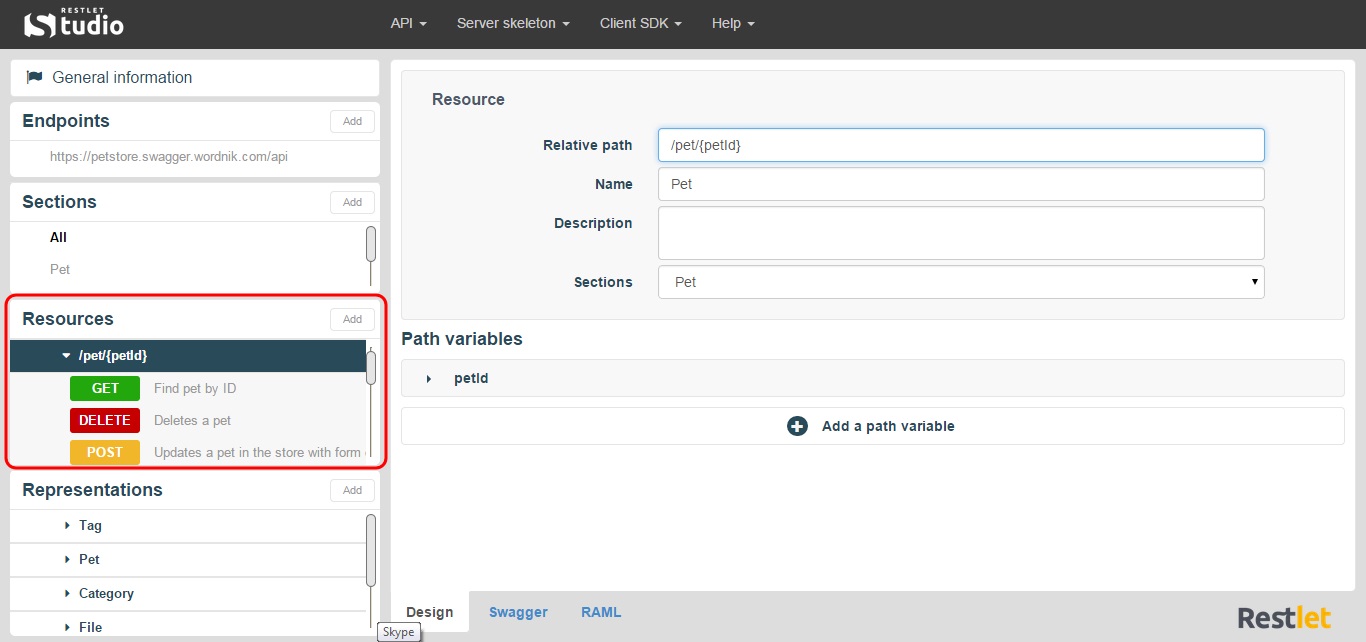 RESTLET
Studio
API
Server skeleton
Client SDK
Help
General information
Endpoints
Add
https://petstore.swagger.wordnik.com/api
Sections
Add
All
Pet
Resources
Add
/pet/{petId}
GET Find pet by ID
DELETE Deletes a pet
POST Updates a pet in the store with form
Representations
Add
Tag
Pet
Category
File
Resource
Relative path /pet/{petId}
Name Pet
Description
Sections Pet
Path variables
petId
Add a path variable
Design
Swagger
RAML
Skype
Restlet